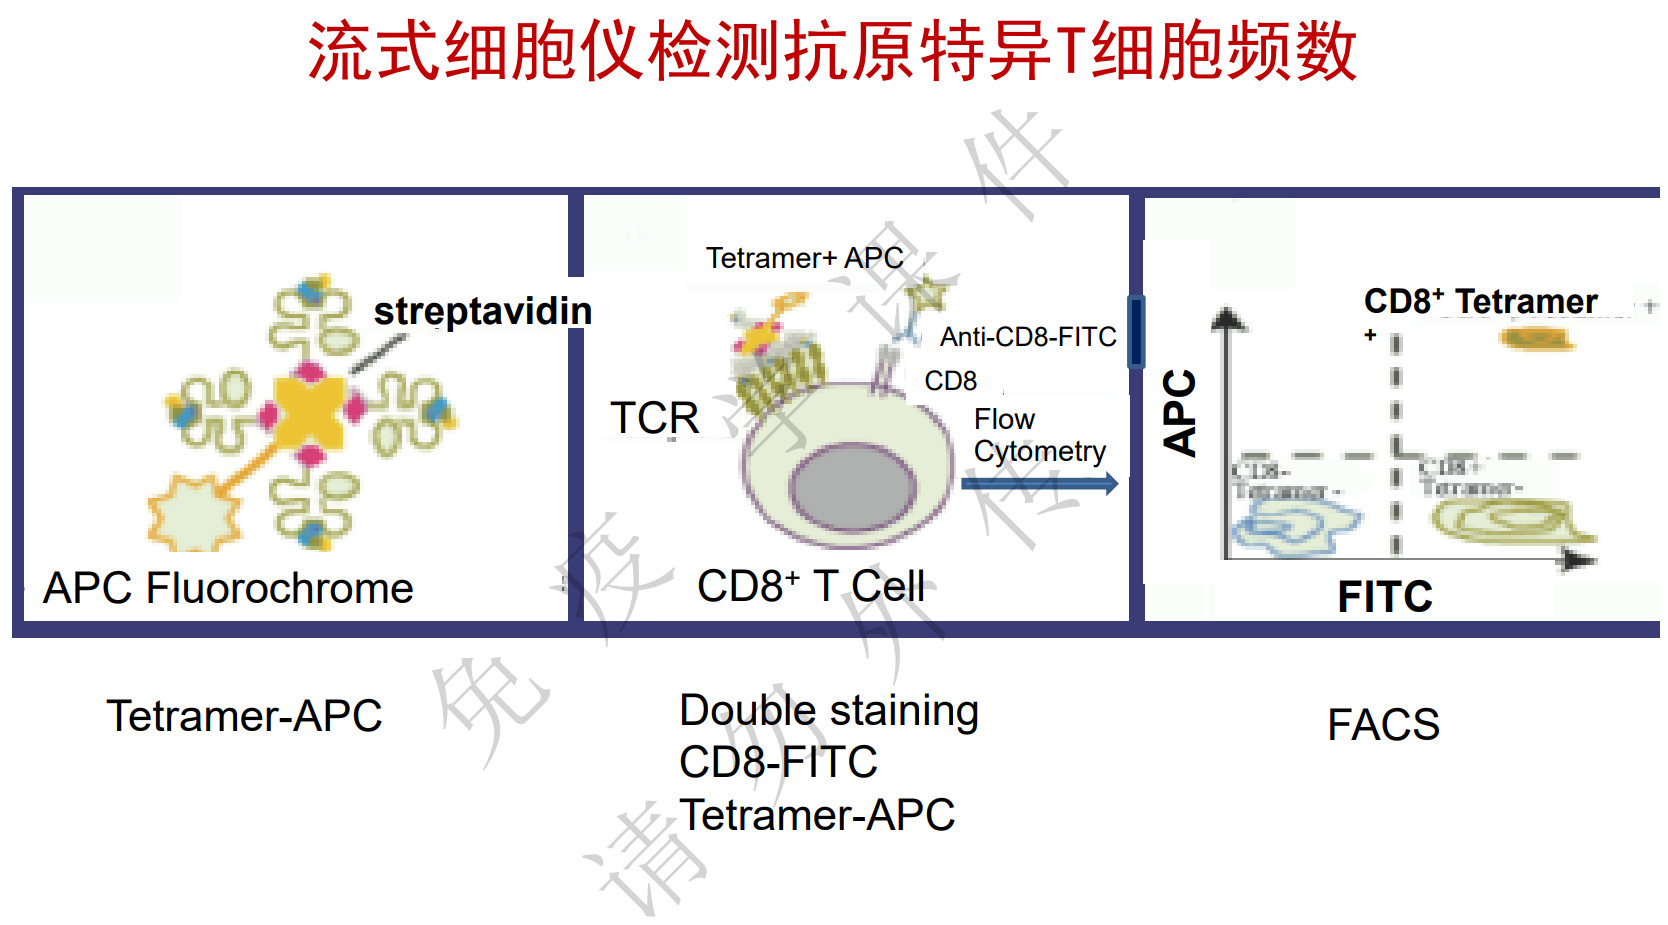 流式细胞仪检测抗原特异T细胞频数
streptavidin
APC Fluorochrome
Tetramer+ APC
Anti-CD8-FITC
CD8
TCR
Flow
Cytometry
CD8+ T Cell
CD8+ Tetramer +
+
APC
CD8-
Tetramer -
CD8+
Tetramer-
FITC
Tetramer-APC
Double staining
CD8-FITC
Tetramer-APC
FACS
免疫学课件
请勿外传